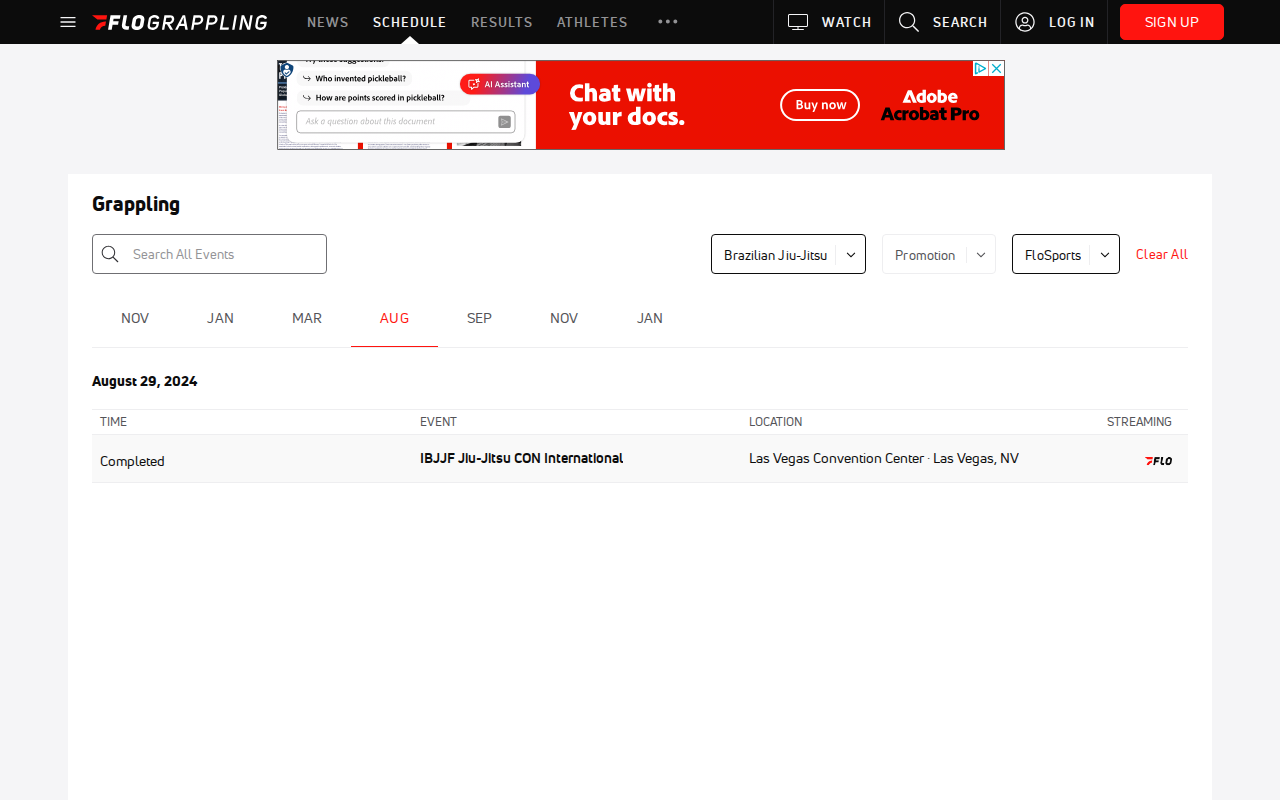 FLOGRAPPLING NEWS SCHEDULE RESULTS ATHLETES ••• WATCH SEARCH LOG IN SIGN UP
Who invented pickleball?
How are points scored in pickleball?
Ask a question about this document
AI Assistant
Chat with
your docs.
Buy now
Adobe
Acrobat Pro
Grappling
Search All Events
Brazilian Jiu-Jitsu Promotion FloSports Clear All
NOV JAN MAR AUG SEP NOV JAN
August 29, 2024
TIME EVENT LOCATION STREAMING
Completed IBJJF Jiu-Jitsu CON International Las Vegas Convention Center · Las Vegas, NV FLO